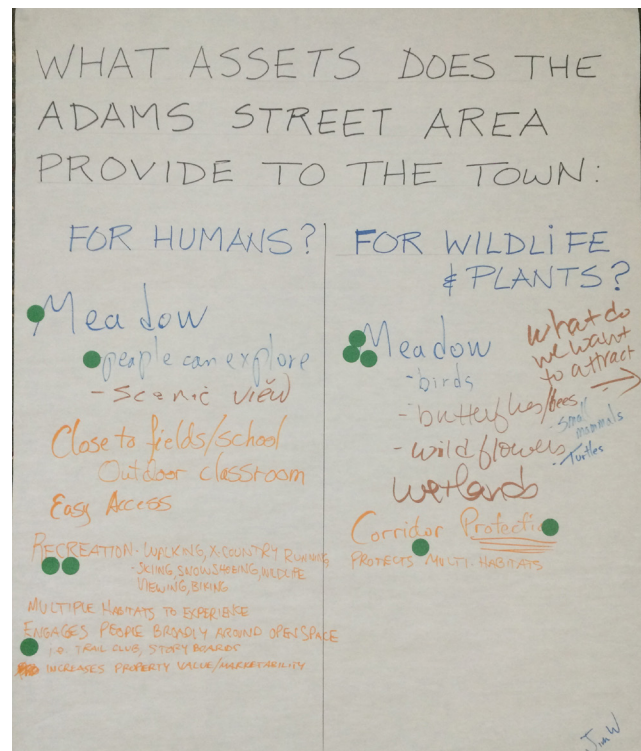 WHAT ASSETS DOES THE
ADAMS STREET AREA
PROVIDE TO THE TOWN:
FOR HUMANS?
Meadow
people can explore
- Scenic view
Close to fields/school
Outdoor classroom
Easy Access
RECREATION - WALKING, X-COUNTRY RUNNING,
- SKIING, SNOWSHOEING, WILDLIFE
VIEWING, BIKING
MULTIPLE HABITATS TO EXPERIENCE
ENGAGES PEOPLE BROADLY AROUND OPEN SPACE
i.e. TRAIL CLUB, STORY BOARDS
INCREASES PROPERTY VALUE/MARKETABILITY
FOR WILDLIFE
& PLANTS?
Meadow
- birds
- butterflies/bees
- wild flowers
wetlands
Corridor Protection
PROTECTS MULTI-HABITATS
what do
we want
to attract
- Small
mammals
- Turtles
Jim W